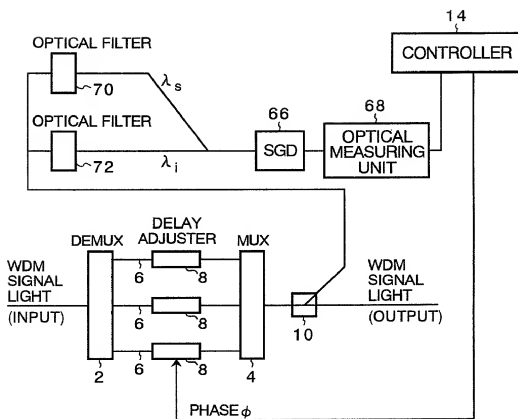 14
CONTROLLER
OPTICAL FILTER
70
λs
OPTICAL FILTER
72
λi
66
SGD
68
OPTICAL
MEASURING
UNIT
DEMUX
DELAY
ADJUSTER
MUX
WDM
SIGNAL
LIGHT
(INPUT)
6
8
6
8
6
8
2
4
10
WDM
SIGNAL
LIGHT
(OUTPUT)
PHASE ϕ